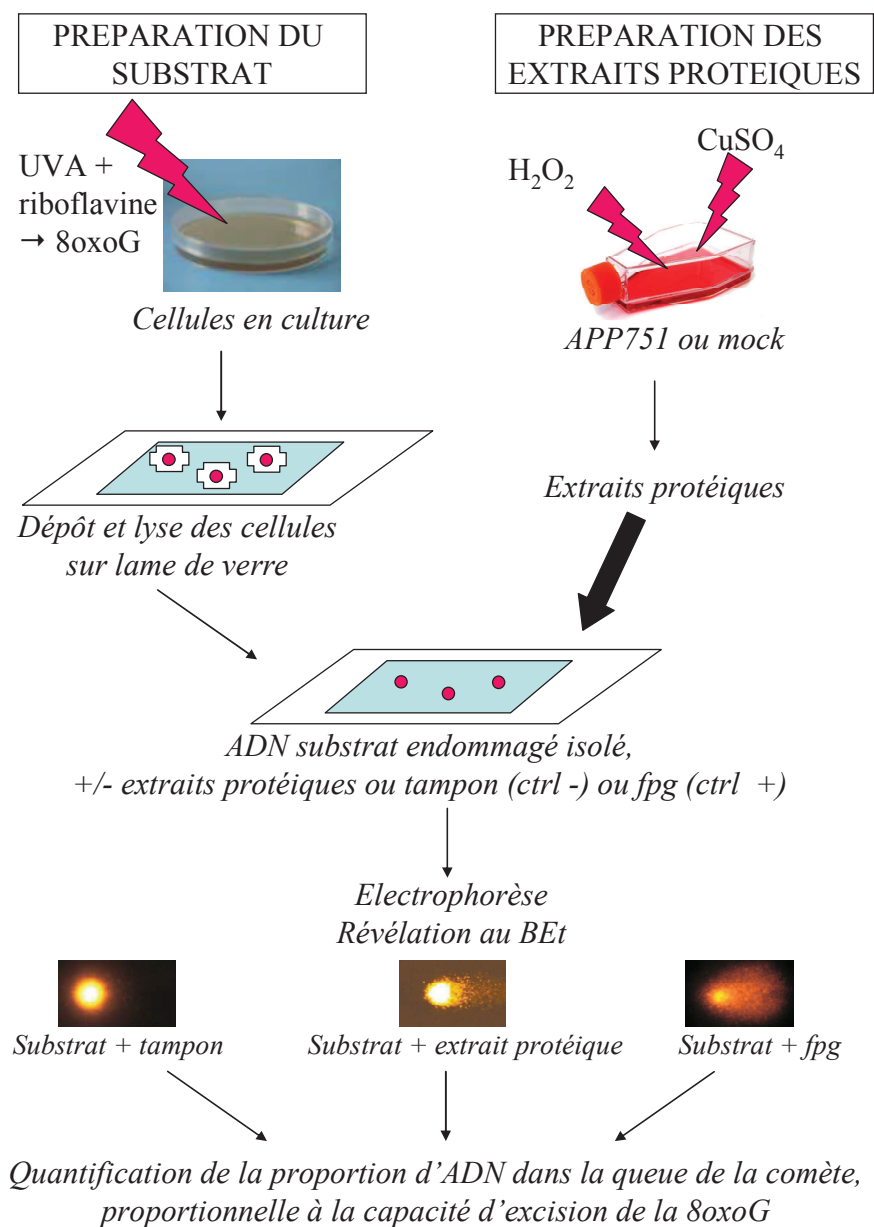 PREPARATION DU
SUBSTRAT
UVA +
riboflavine
→ 8oxoG
Cellules en culture
Dépôt et lyse des cellules
sur lame de verre
PREPARATION DES
EXTRAITS PROTEIQUES
H₂O₂
CuSO₄
APP751 ou mock
Extraits protéiques
ADN substrat endommagé isolé,
+/- extraits protéiques ou tampon (ctrl -) ou fpg (ctrl +)
Electrophorèse
Révélation au BEt
Substrat + tampon
Substrat + extrait protéique
Substrat + fpg
Quantification de la proportion d'ADN dans la queue de la comète,
proportionnelle à la capacité d'excision de la 8oxoG